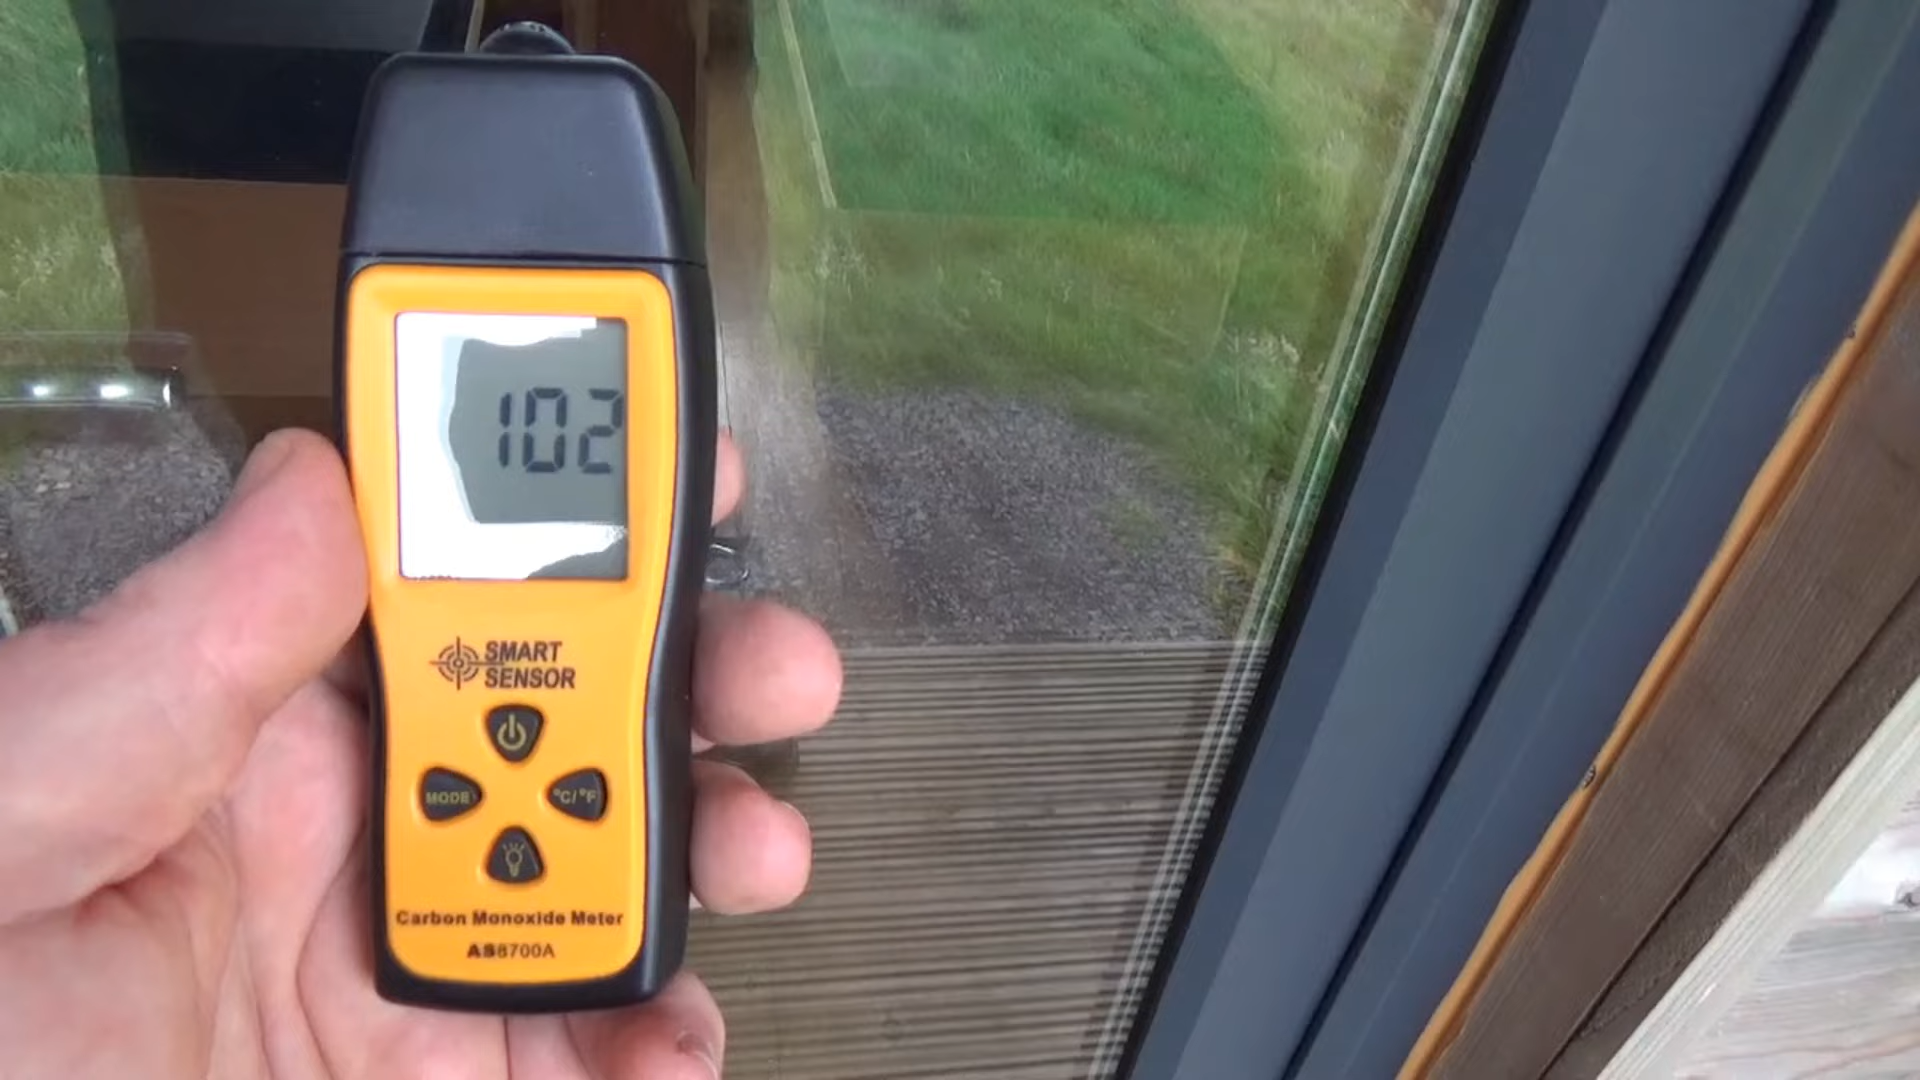 102
SMART
SENSOR
MODE
°C/°F
Carbon Monoxide Meter
AS8700A